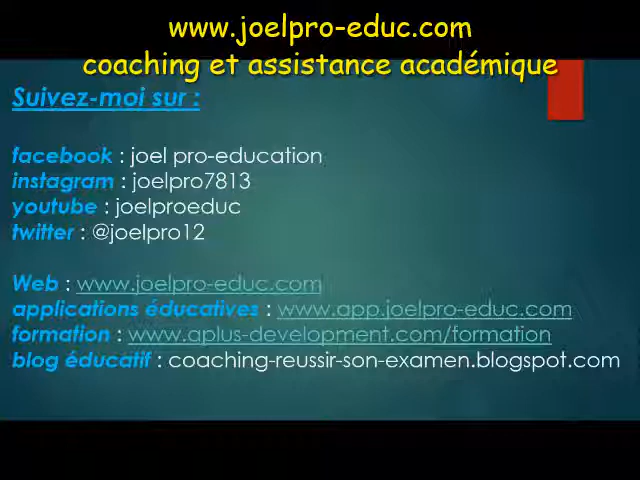 www.joelpro-educ.com
coaching et assistance académique
Suivez-moi sur :
facebook : joel pro-education
instagram : joelpro7813
youtube : joelproeduc
twitter : @joelpro12
Web : www.joelpro-educ.com
applications éducatives : www.app.joelpro-educ.com
formation : www.aplus-development.com/formation
blog éducatif : coaching-reussir-son-examen.blogspot.com